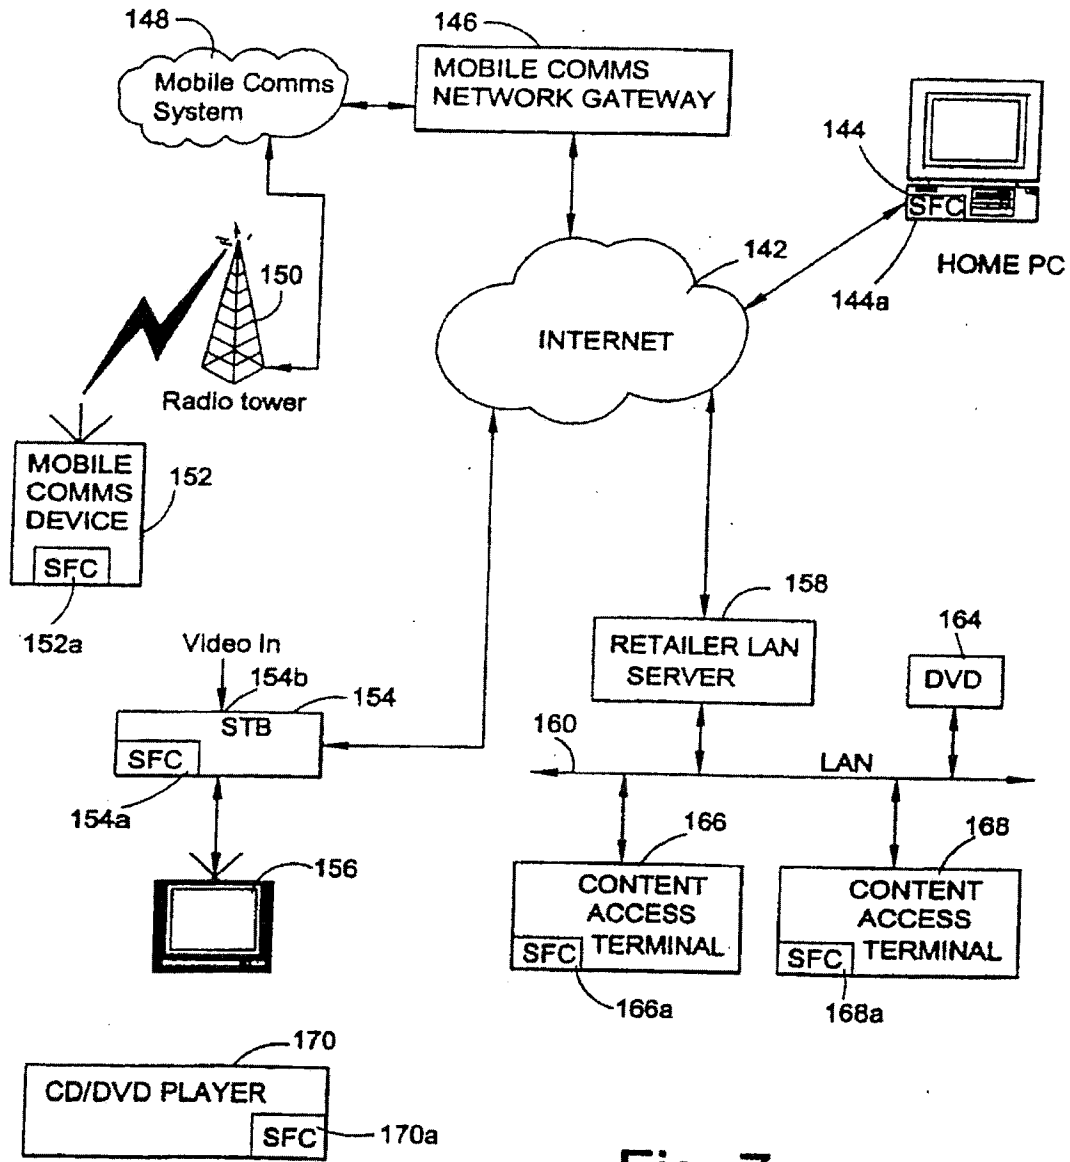 148
146
Mobile Comms
System
MOBILE COMMS
NETWORK GATEWAY
144
SFC
144a
HOME PC
142
INTERNET
150
Radio tower
MOBILE
COMMS
DEVICE
152
SFC
152a
Video In
154b
154
STB
SFC
154a
156
158
RETAILER LAN
SERVER
164
DVD
160
LAN
166
CONTENT
ACCESS
TERMINAL
SFC
166a
168
CONTENT
ACCESS
TERMINAL
SFC
168a
170
CD/DVD PLAYER
SFC
170a